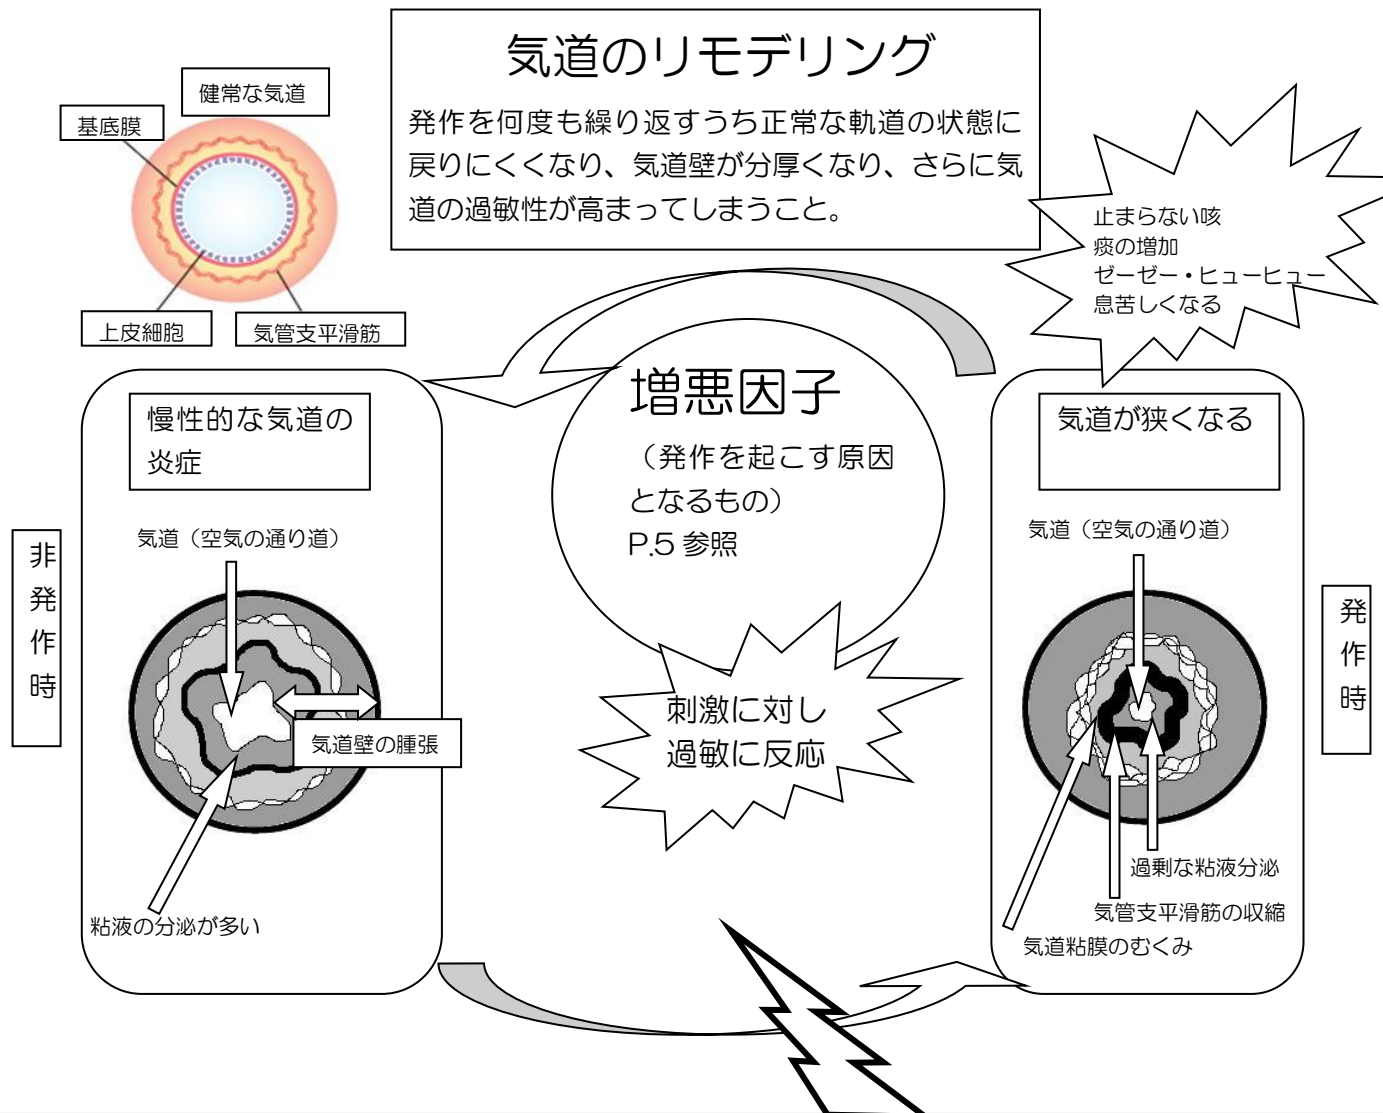 気道のリモデリング
発作を何度も繰り返すうち正常な軌道の状態に
戻りにくくなり、気道壁が分厚くなり、さらに気
道の過敏性が高まってしまうこと。
健常な気道
基底膜
上皮細胞
気管支平滑筋
止まらない咳
痰の増加
ゼーゼー・ヒューヒュー
息苦しくなる
増悪因子
（発作を起こす原因
となるもの）
P.5 参照
刺激に対し
過敏に反応
非発作時
慢性的な気道の
炎症
気道（空気の通り道）
気道壁の腫張
粘液の分泌が多い
気道が狭くなる
気道（空気の通り道）
過剰な粘液分泌
気管支平滑筋の収縮
気道粘膜のむくみ
発作時